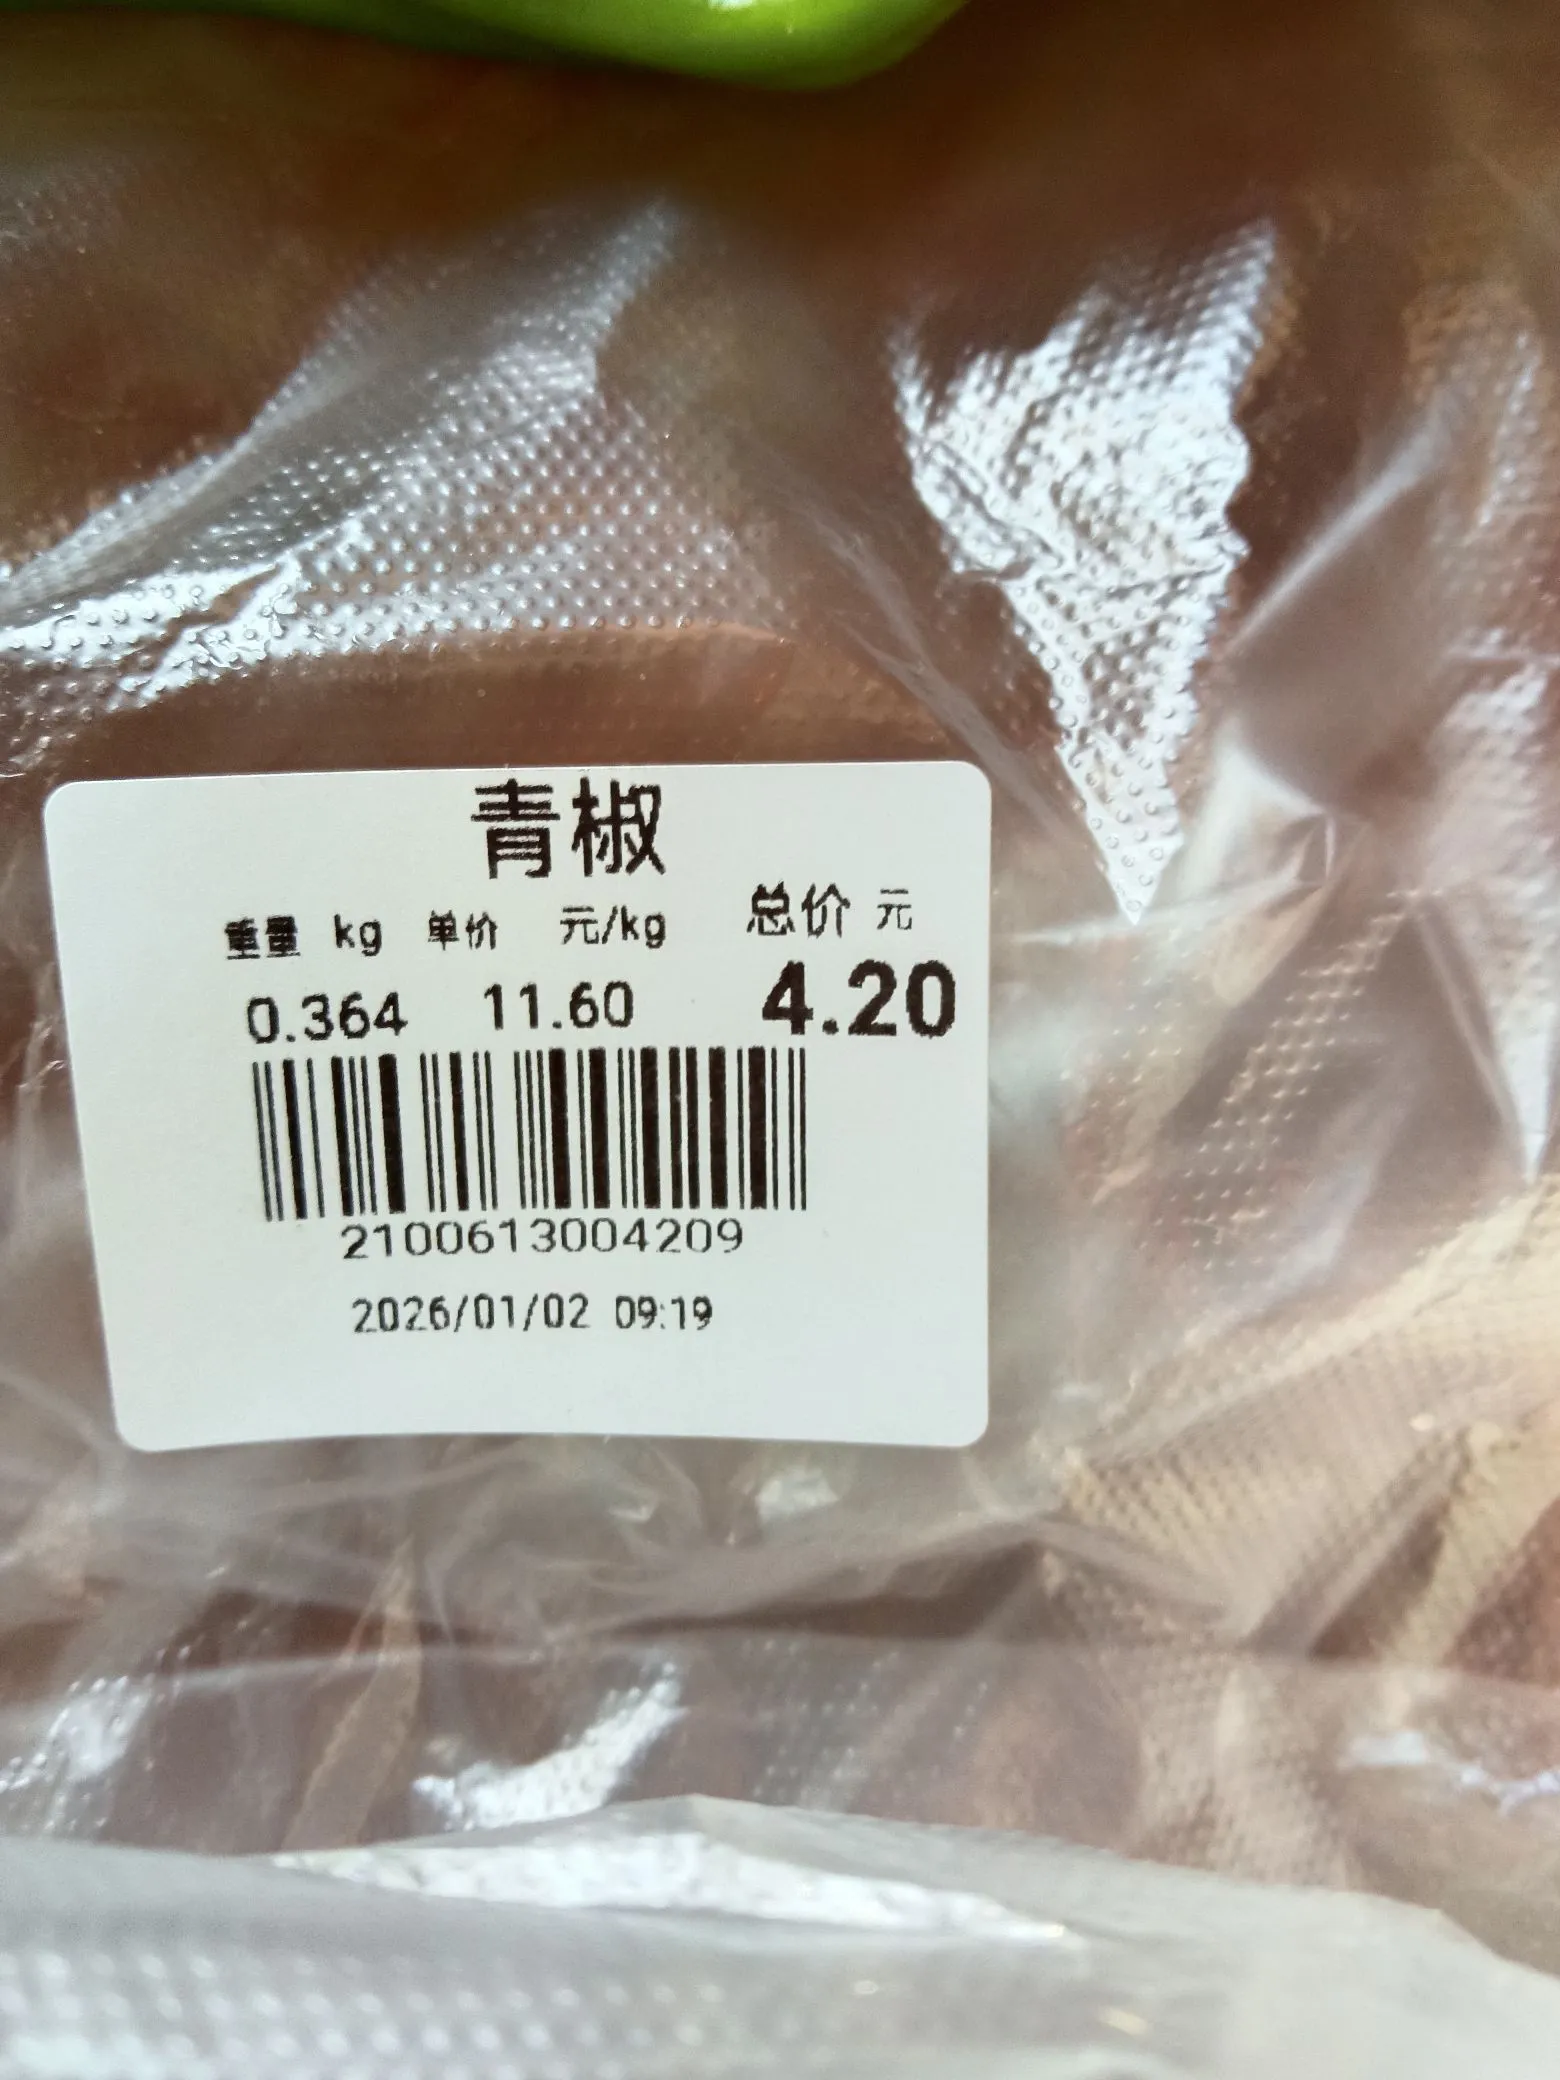 青椒
重量 kg 单价 元/kg 总价 元
0.364 11.60 4.20
2100613004209
2026/01/02 09:19